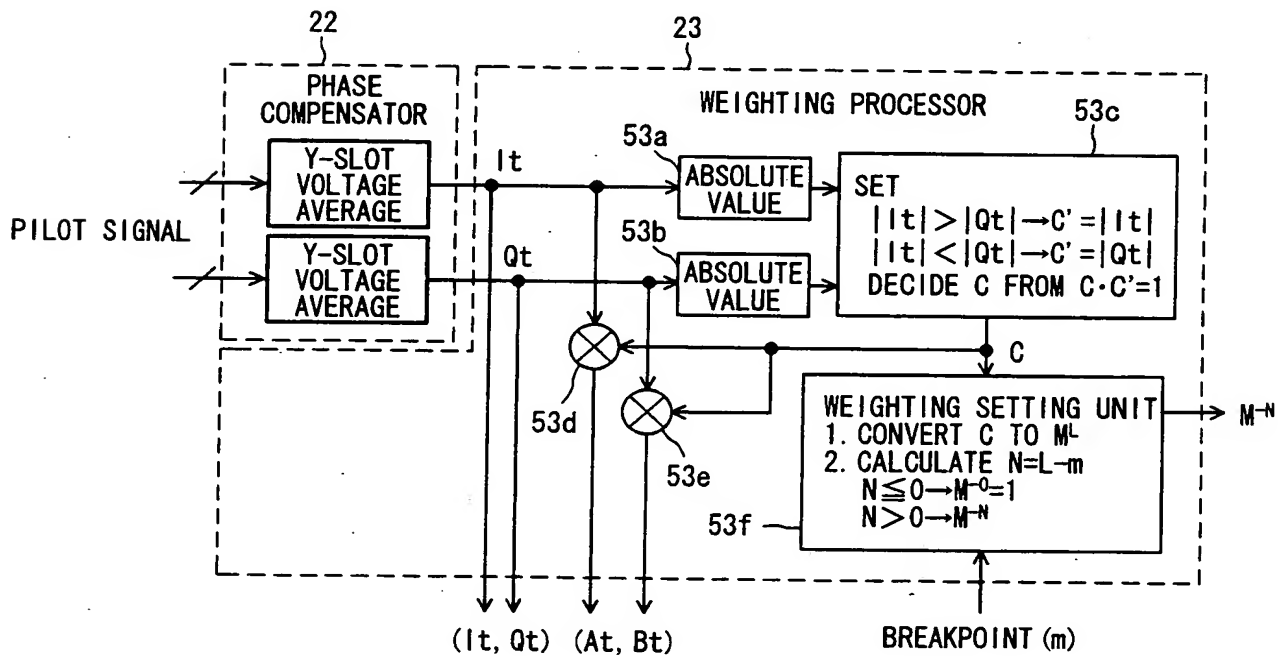 22
23
PHASE
COMPENSATOR
WEIGHTING PROCESSOR
53c
53a
Y-SLOT
VOLTAGE
AVERAGE
It
ABSOLUTE
VALUE
SET
|It|>|Qt|→C'=|It|
|It|<|Qt|→C'=|Qt|
DECIDE C FROM C·C'=1
PILOT SIGNAL
53b
Y-SLOT
VOLTAGE
AVERAGE
Qt
ABSOLUTE
VALUE
C
53d
53e
WEIGHTING SETTING UNIT
1. CONVERT C TO M^L
2. CALCULATE N=L-m
N≦0→M^-0=1
N>0→M^-N
M^-N
53f
(It, Qt)
(At, Bt)
BREAKPOINT (m)